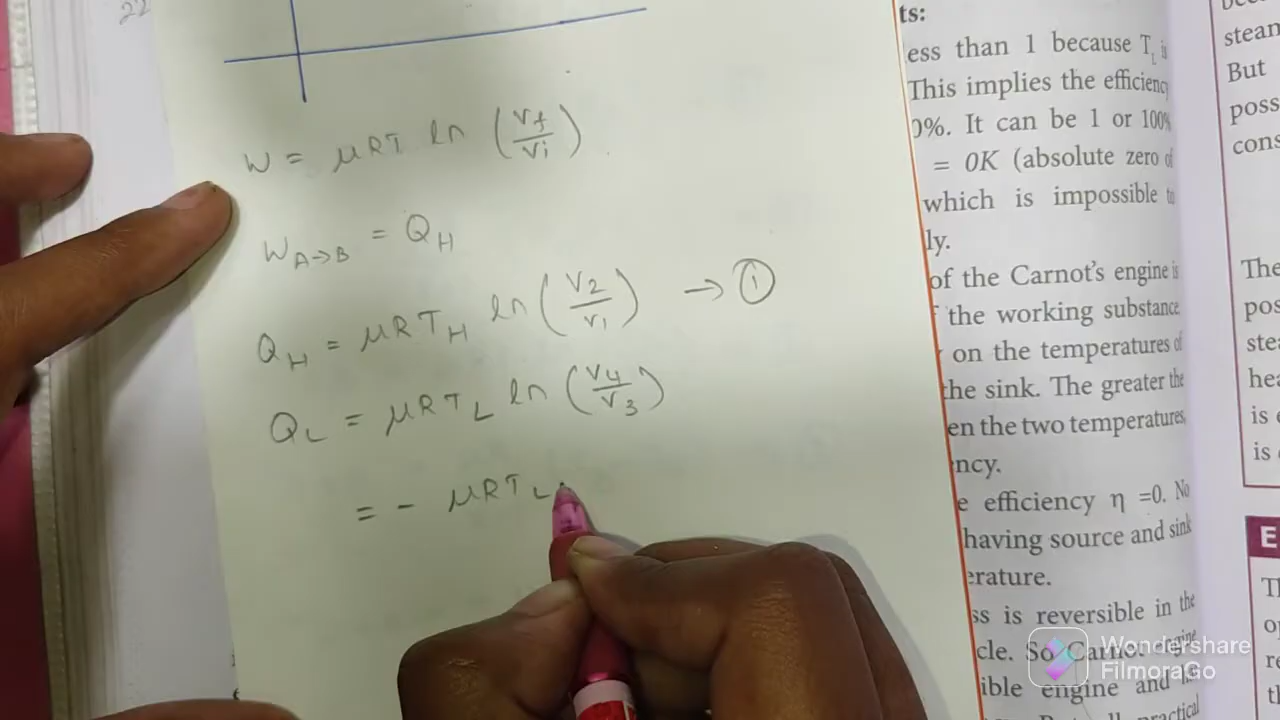 22
W = μRT ln (Vf/Vi)
W A→B = QH
QH = μRTH ln (V2/V1) → ①
QL = μRTL ln (V4/V3)
= - μRTL
ts:
ess than 1 because TL is
This implies the efficiency
0%. It can be 1 or 100%
= 0K (absolute zero of
which is impossible to
ly.
of the Carnot's engine is
the working substance
on the temperatures of
the sink. The greater the
en the two temperatures,
ncy.
e efficiency η =0. No
having source and sink
erature.
ss is reversible in the
cle. So Carnot engine
ible engine and
practical
steam
But
poss
cons
The
pos
ste
hea
is
is
E
T
o
re
th
Wondershare
FilmoraGo